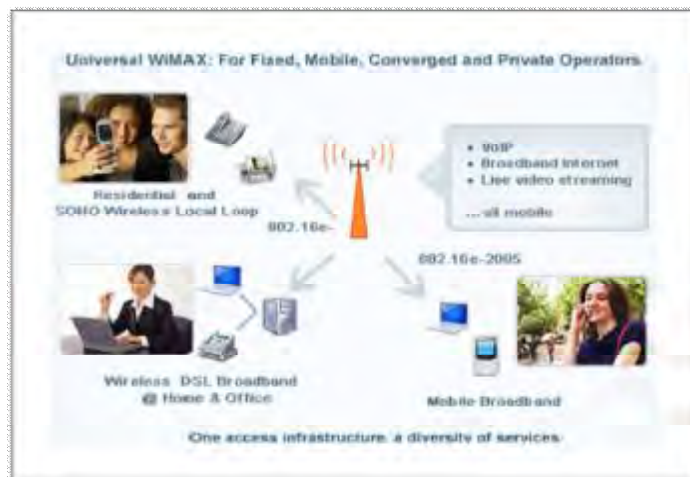 Universal WiMAX: For Fixed, Mobile, Converged and Private Operators
• VoIP
• Broadband Internet
• Live video streaming
... all mobile
Residential and
SOHO Wireless Local Loop
802.16e-
802.16e-2005
Wireless DSL Broadband
@ Home & Office
Mobile Broadband
One access infrastructure, a diversity of services